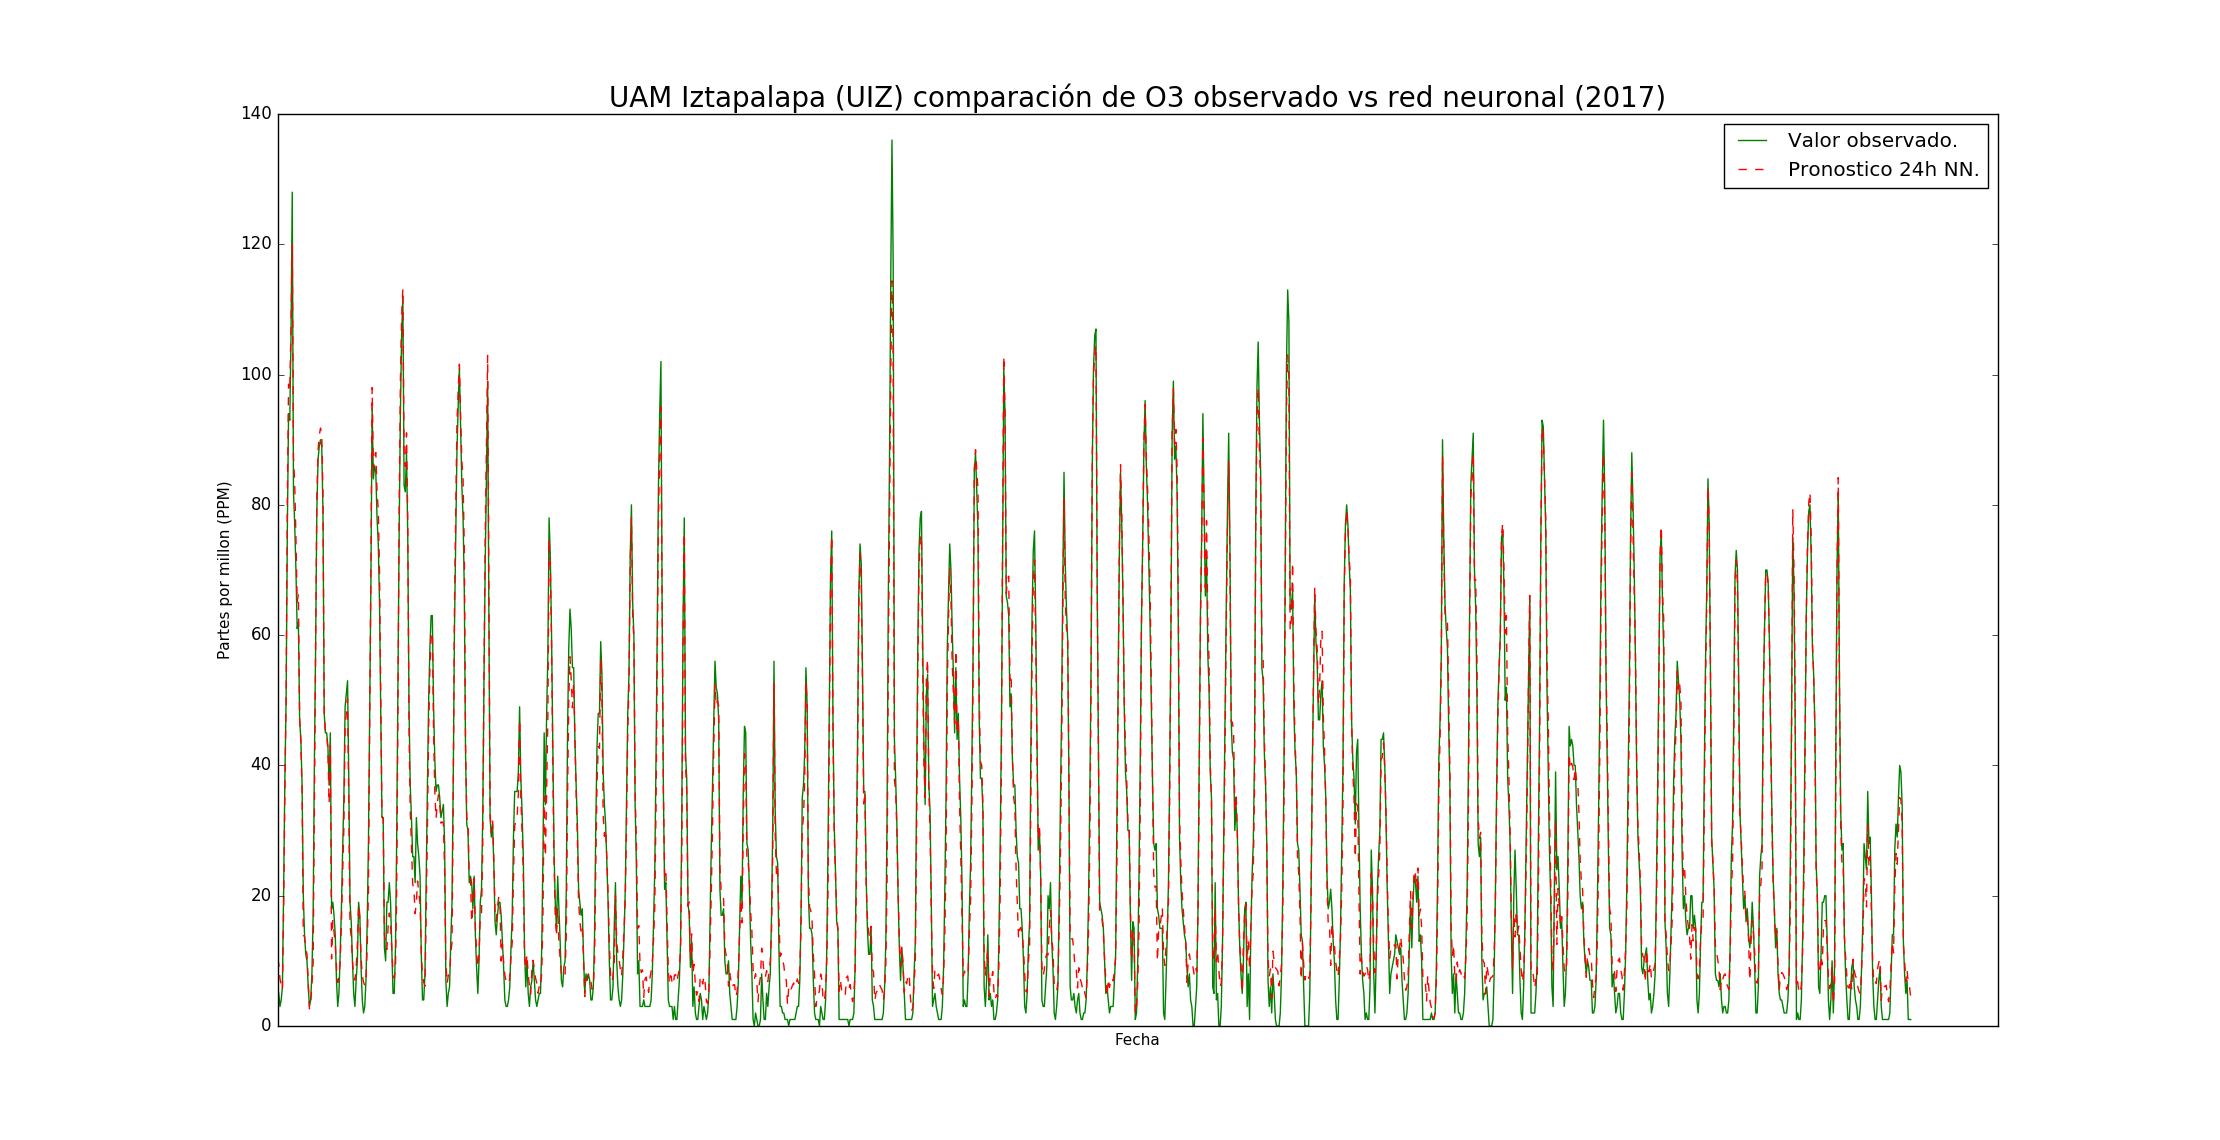 UAM Iztapalapa (UIZ) comparación de O3 observado vs red neuronal (2017)
140
120
100
80
60
40
20
0
Partes por millon (PPM)
Valor observado.
Pronostico 24h NN.
Fecha